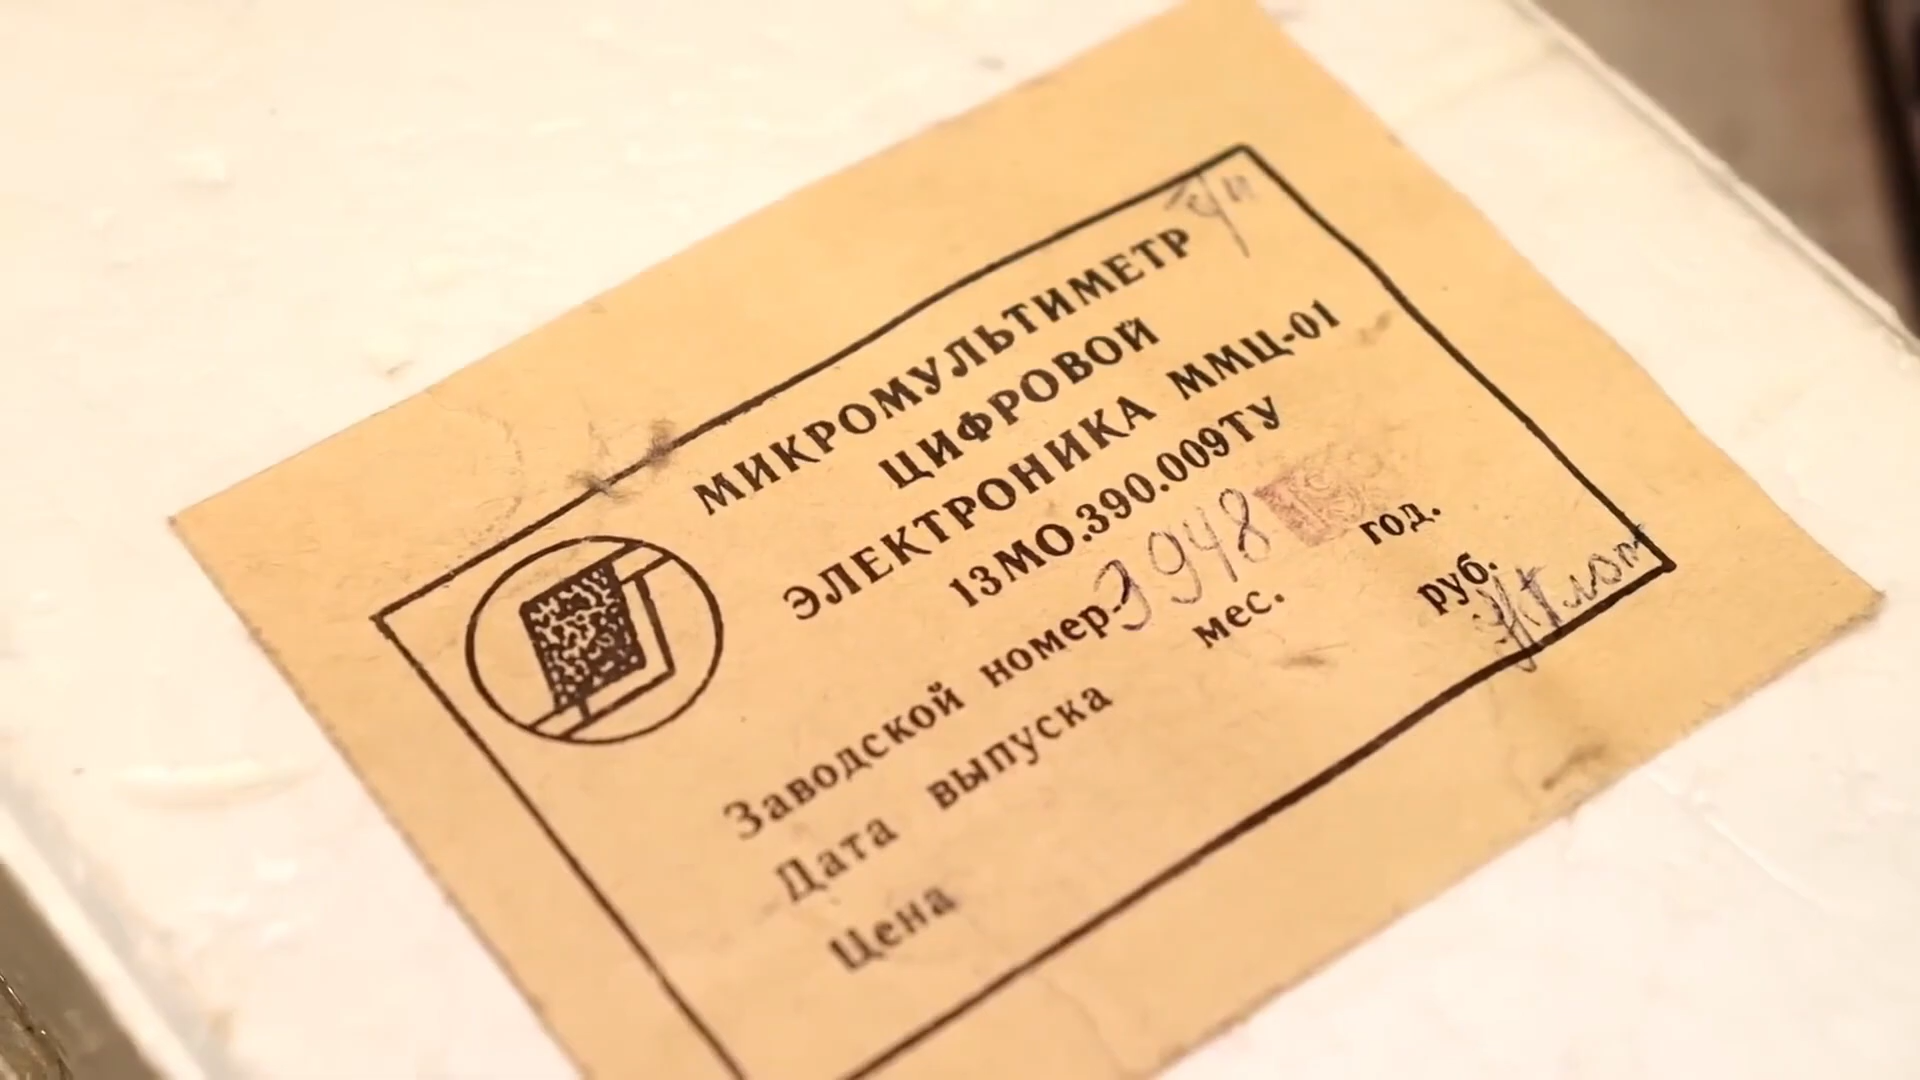 МИКРОМУЛЬТИМЕТР
ЦИФРОВОЙ
ЭЛЕКТРОНИКА ММЦ-01
13МО.390.009ТУ
Заводской номер-3948
Дата выпуска мес. год.
Цена руб.